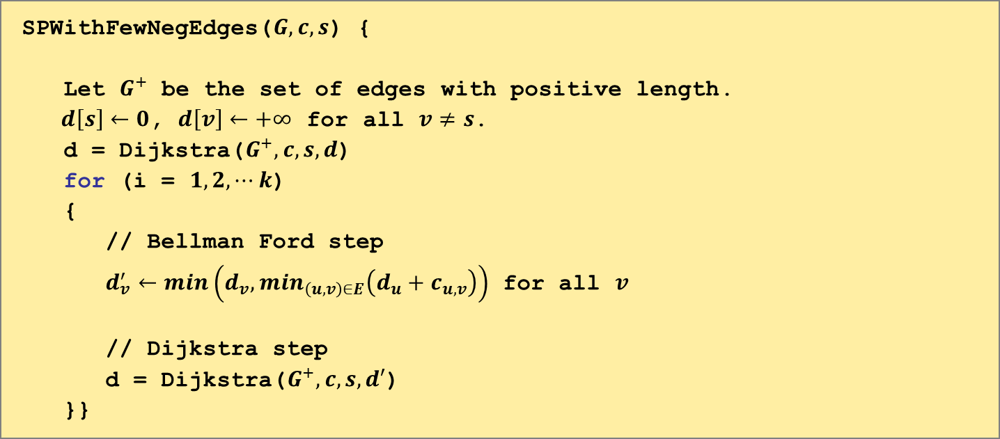 SPWithFewNegEdges(G, c, s) {
Let G⁺ be the set of edges with positive length.
d[s] ← 0, d[v] ← +∞ for all v ≠ s.
d = Dijkstra(G⁺, c, s, d)
for (i = 1, 2, ⋯ k)
{
// Bellman Ford step
d′ᵥ ← min(dᵥ, min₍ᵤ,ᵥ₎∈E(dᵤ + cᵤ,ᵥ)) for all v
// Dijkstra step
d = Dijkstra(G⁺, c, s, d′)
}}